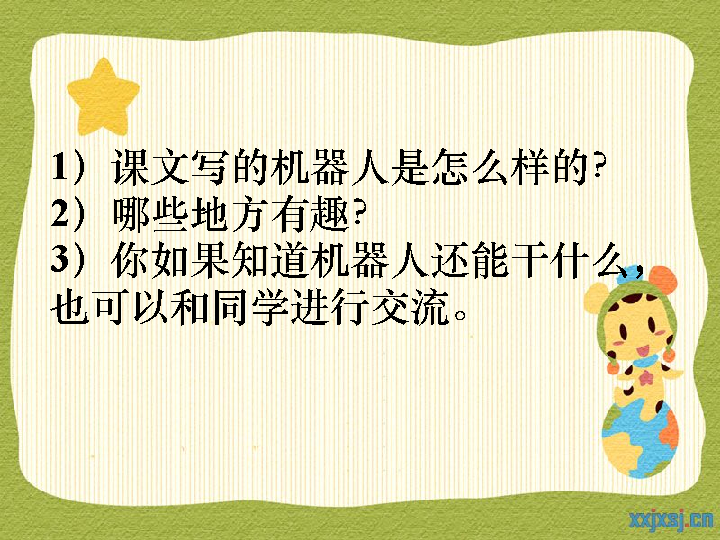 1）课文写的机器人是怎么样的?
2）哪些地方有趣?
3）你如果知道机器人还能干什么，
也可以和同学进行交流。
xxjxsj.cn